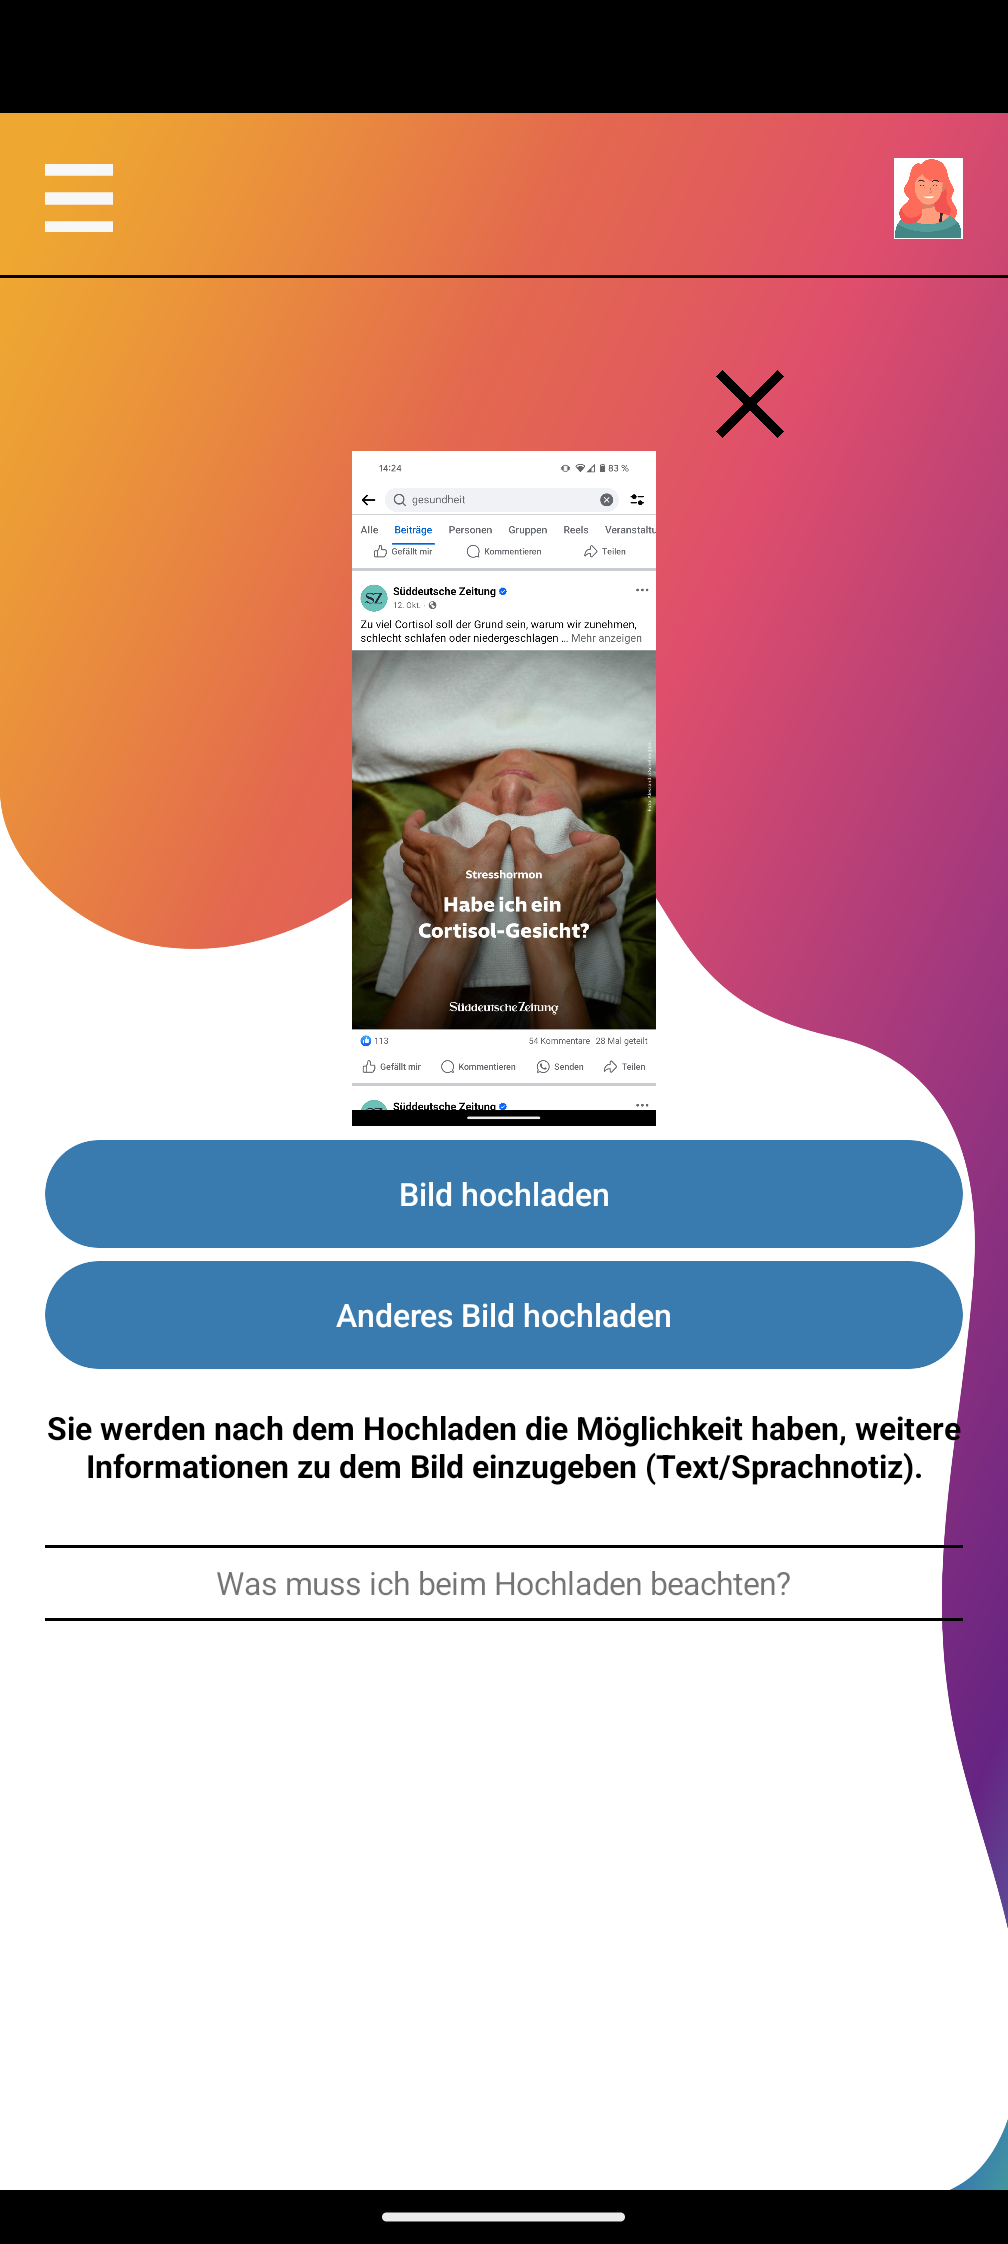 14:24
83 %
gesundheit
Alle Beiträge Personen Gruppen Reels Veranstaltu
Gefällt mir Kommentieren Teilen
SZ
Süddeutsche Zeitung
12. Okt. ·
Zu viel Cortisol soll der Grund sein, warum wir zunehmen,
schlecht schlafen oder niedergeschlagen ... Mehr anzeigen
Stresshormon
Habe ich ein
Cortisol-Gesicht?
Süddeutsche Zeitung
113 54 Kommentare 28 Mal geteilt
Gefällt mir Kommentieren Senden Teilen
Süddeutsche Zeitung
Bild hochladen
Anderes Bild hochladen
Sie werden nach dem Hochladen die Möglichkeit haben, weitere
Informationen zu dem Bild einzugeben (Text/Sprachnotiz).
Was muss ich beim Hochladen beachten?